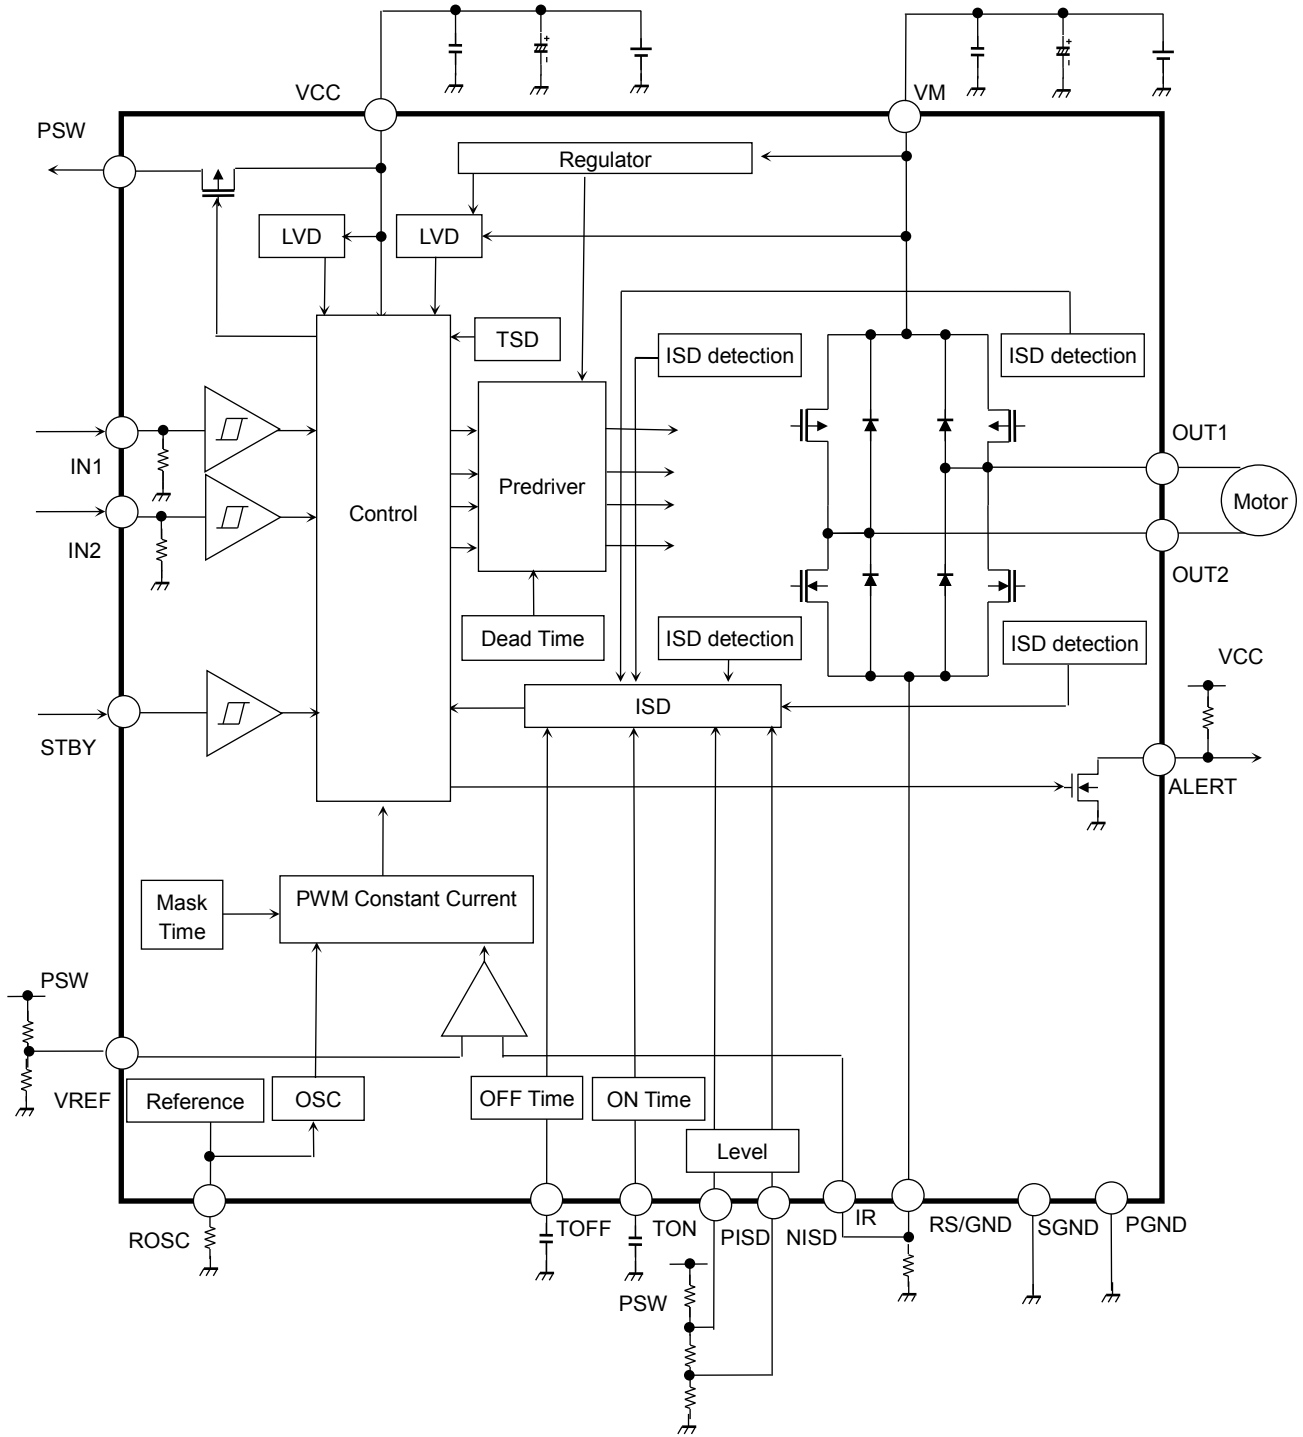 VCC
VM
PSW
Regulator
LVD
LVD
TSD
ISD detection
ISD detection
OUT1
IN1
Predriver
Motor
Control
IN2
OUT2
Dead Time
ISD detection
ISD detection
VCC
ISD
STBY
ALERT
PWM Constant Current
Mask
Time
PSW
VREF
Reference
OSC
OFF Time
ON Time
Level
ROSC
TOFF
TON
PISD
NISD
IR
RS/GND
SGND
PGND
PSW